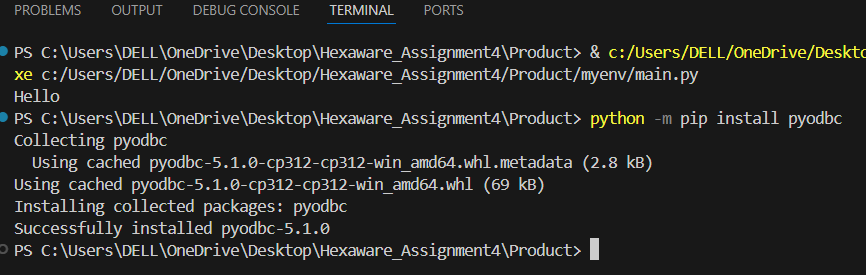 PROBLEMS OUTPUT DEBUG CONSOLE TERMINAL PORTS
PS C:\Users\DELL\OneDrive\Desktop\Hexaware_Assignment4\Product> & c:/Users/DELL/OneDrive/Deskto
xe c:/Users/DELL/OneDrive/Desktop/Hexaware_Assignment4/Product/myenv/main.py
Hello
PS C:\Users\DELL\OneDrive\Desktop\Hexaware_Assignment4\Product> python -m pip install pyodbc
Collecting pyodbc
  Using cached pyodbc-5.1.0-cp312-cp312-win_amd64.whl.metadata (2.8 kB)
Using cached pyodbc-5.1.0-cp312-cp312-win_amd64.whl (69 kB)
Installing collected packages: pyodbc
Successfully installed pyodbc-5.1.0
PS C:\Users\DELL\OneDrive\Desktop\Hexaware_Assignment4\Product>